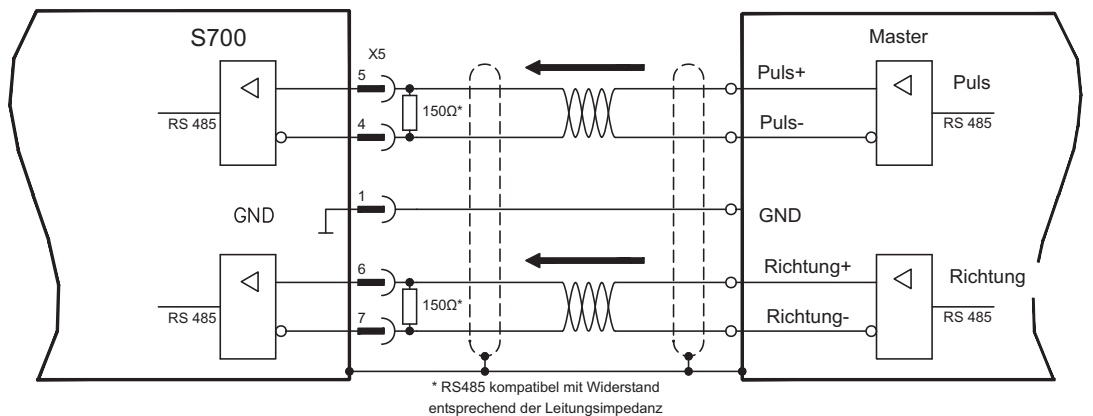 S700
X5
Master
5
Puls+
Puls
150Ω*
RS 485
4
Puls-
RS 485
1
GND
GND
6
Richtung+
Richtung
150Ω*
RS 485
7
Richtung-
RS 485
* RS485 kompatibel mit Widerstand
entsprechend der Leitungsimpedanz